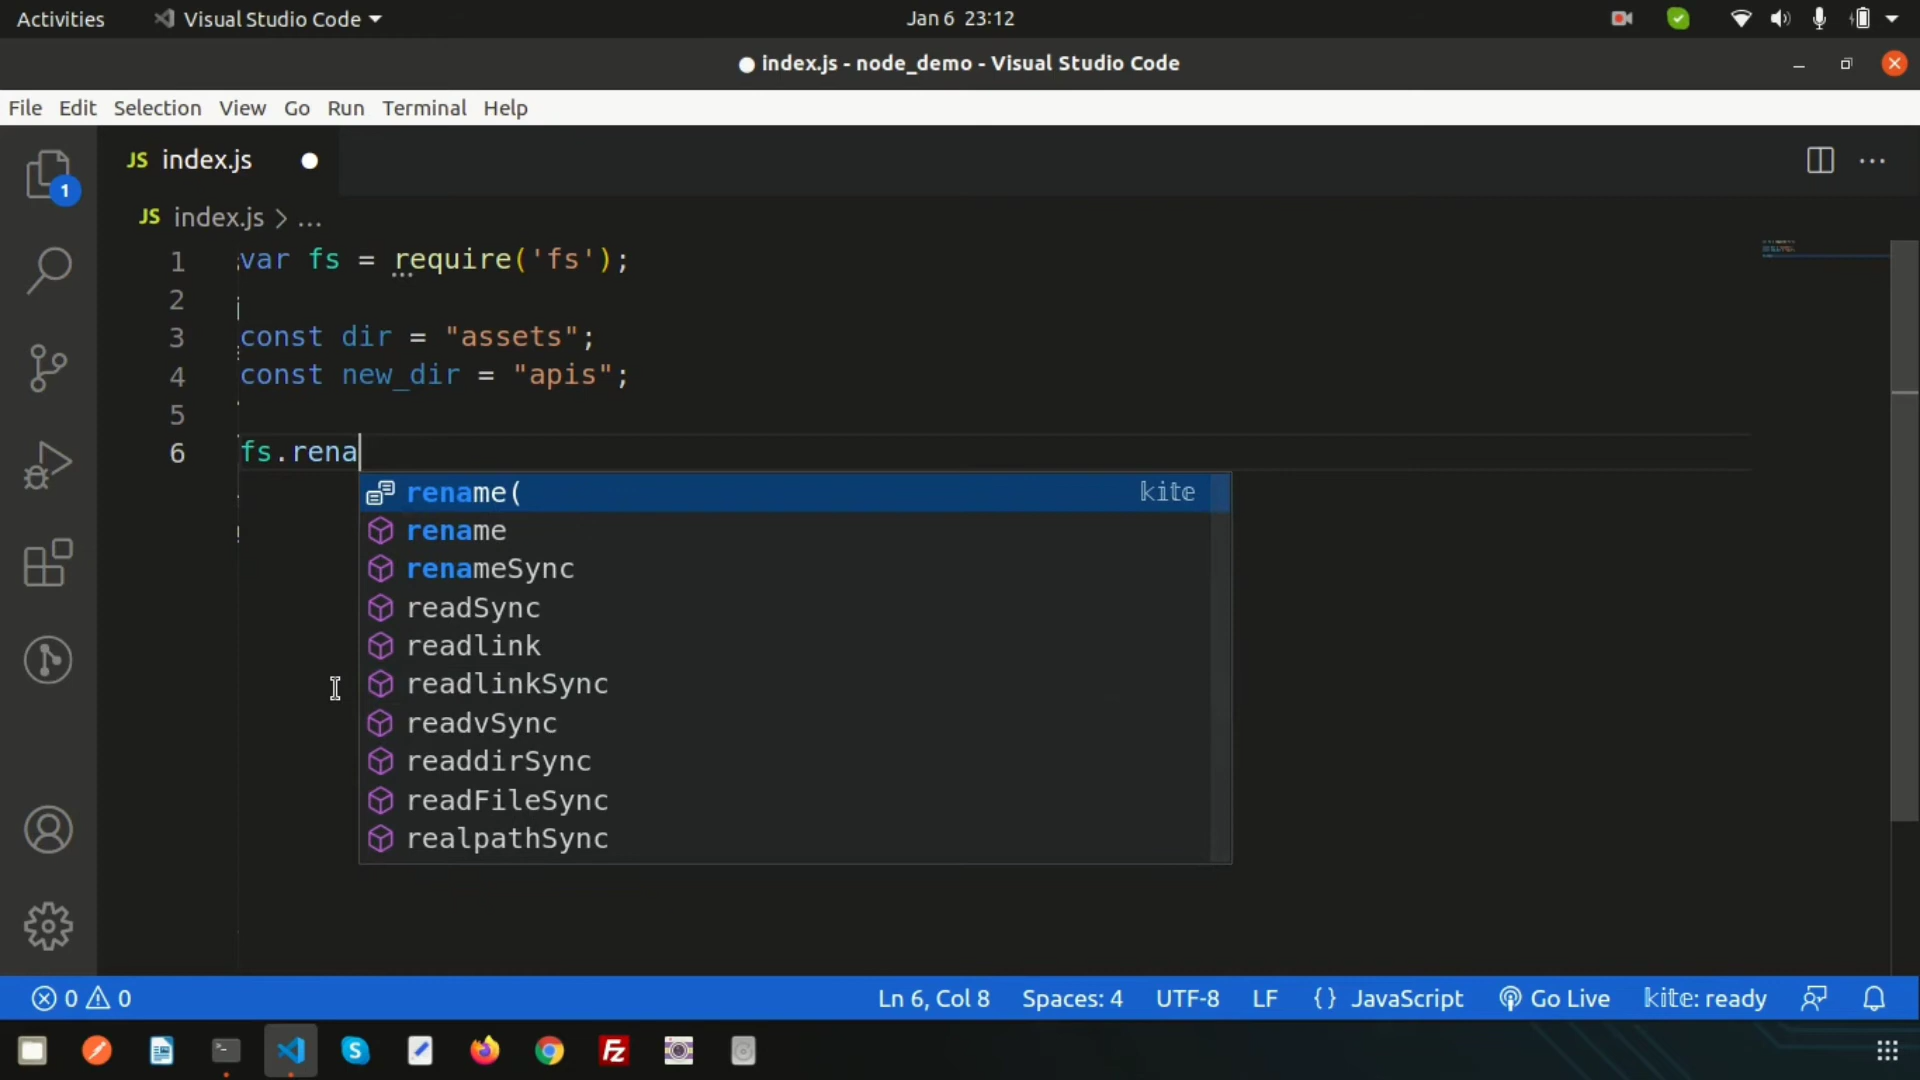 Activities Visual Studio Code Jan 6 23:12
index.js - node_demo - Visual Studio Code
File Edit Selection View Go Run Terminal Help
JS index.js
1
JS index.js > ...
1 var fs = require('fs');
2
3 const dir = "assets";
4 const new_dir = "apis";
5
6 fs.rena
rename( kite
rename
renameSync
readSync
readlink
readlinkSync
readvSync
readdirSync
readFileSync
realpathSync
0 0 Ln 6, Col 8 Spaces: 4 UTF-8 LF {} JavaScript Go Live kite: ready